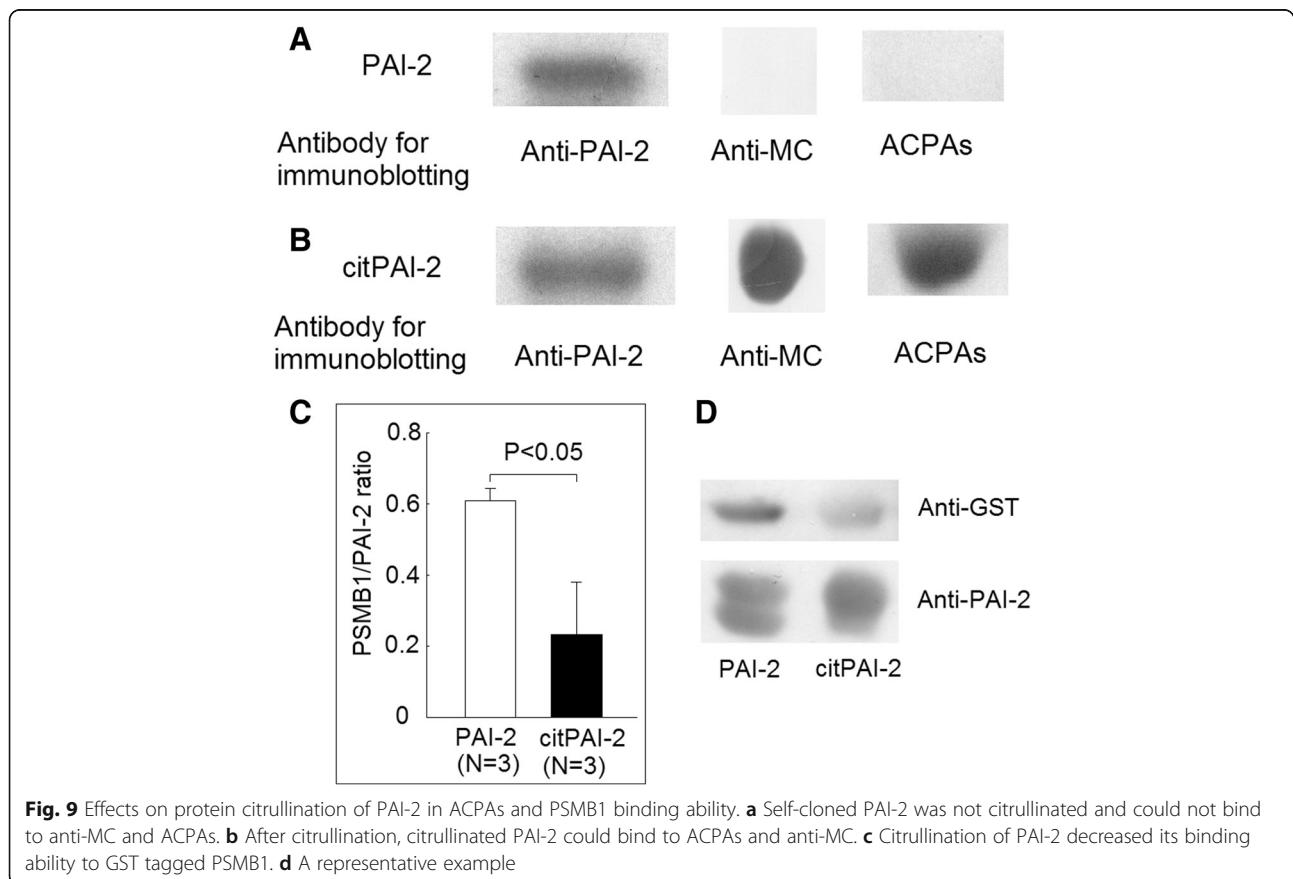 A
PAI-2
Antibody for
immunoblotting
Anti-PAI-2
Anti-MC
ACPAs
B
citPAI-2
Antibody for
immunoblotting
Anti-PAI-2
Anti-MC
ACPAs
C
PSMB1/PAI-2 ratio
0.8
0.6
0.4
0.2
0
P<0.05
PAI-2
(N=3)
citPAI-2
(N=3)
D
Anti-GST
Anti-PAI-2
PAI-2
citPAI-2
Fig. 9 Effects on protein citrullination of PAI-2 in ACPAs and PSMB1 binding ability. a Self-cloned PAI-2 was not citrullinated and could not bind
to anti-MC and ACPAs. b After citrullination, citrullinated PAI-2 could bind to ACPAs and anti-MC. c Citrullination of PAI-2 decreased its binding
ability to GST tagged PSMB1. d A representative example